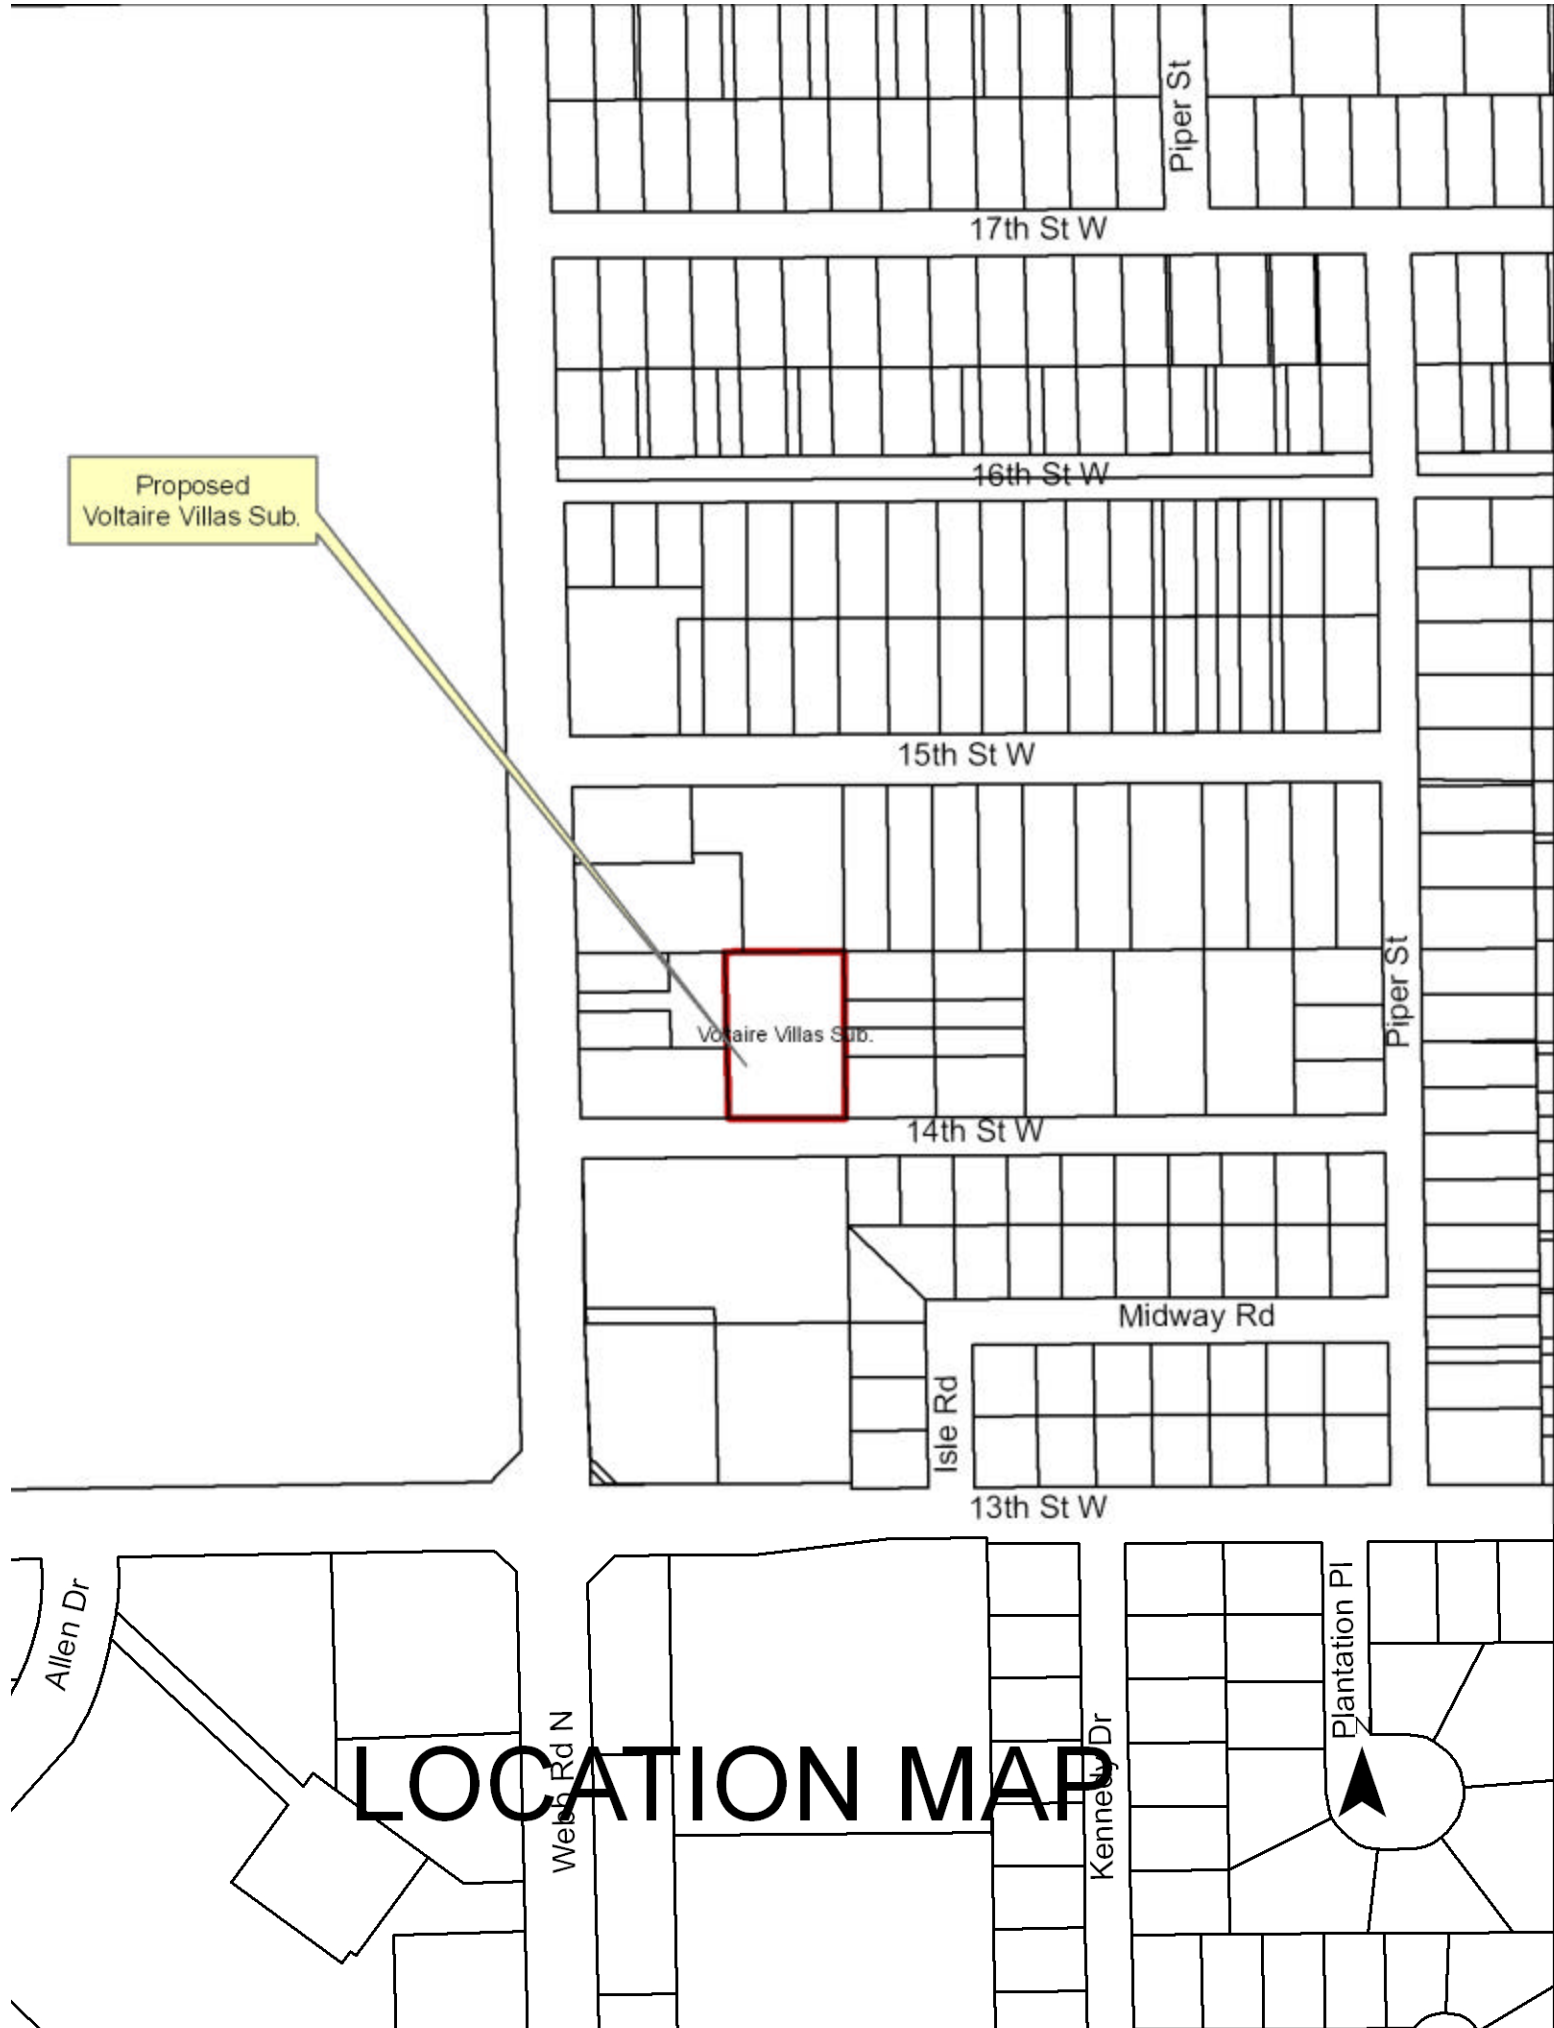 Piper St
17th St W
16th St W
Proposed
Voltaire Villas Sub.
15th St W
Piper St
Voltaire Villas Sub.
14th St W
Midway Rd
Isle Rd
13th St W
Allen Dr
Plantation Pl
Z
Webb Rd N
LOCATION MAP
Kennedy Dr